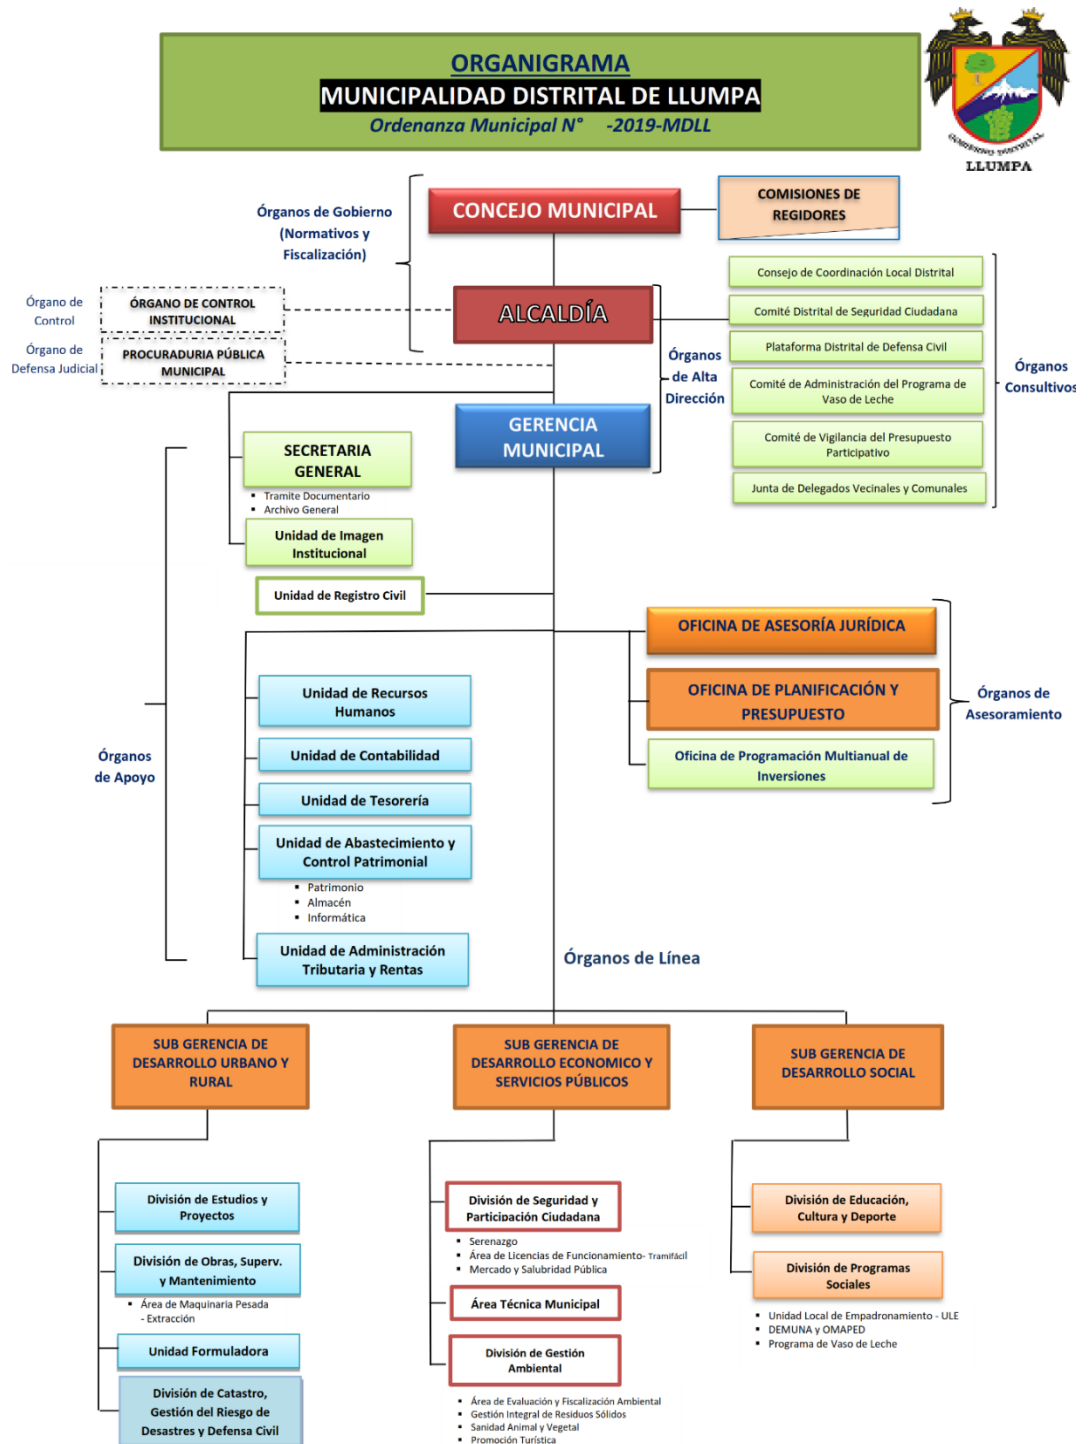 ORGANIGRAMA
MUNICIPALIDAD DISTRITAL DE LLUMPA
Ordenanza Municipal N° -2019-MDLL
GOBIERNO DISTRITAL
LLUMPA
Órganos de Gobierno
(Normativos y
Fiscalización)
CONCEJO MUNICIPAL
COMISIONES DE
REGIDORES
Órgano de
Control
ÓRGANO DE CONTROL
INSTITUCIONAL
ALCALDÍA
Órgano de
Defensa Judicial
PROCURADURIA PÚBLICA
MUNICIPAL
Órganos
de Alta
Dirección
Consejo de Coordinación Local Distrital
Comité Distrital de Seguridad Ciudadana
Plataforma Distrital de Defensa Civil
Comité de Administración del Programa de
Vaso de Leche
Comité de Vigilancia del Presupuesto
Participativo
Junta de Delegados Vecinales y Comunales
Órganos
Consultivos
GERENCIA
MUNICIPAL
SECRETARIA
GENERAL
▪ Tramite Documentario
▪ Archivo General
Unidad de Imagen
Institucional
Unidad de Registro Civil
OFICINA DE ASESORÍA JURÍDICA
OFICINA DE PLANIFICACIÓN Y
PRESUPUESTO
Oficina de Programación Multianual de
Inversiones
Órganos de
Asesoramiento
Órganos
de Apoyo
Unidad de Recursos
Humanos
Unidad de Contabilidad
Unidad de Tesorería
Unidad de Abastecimiento y
Control Patrimonial
▪ Patrimonio
▪ Almacén
▪ Informática
Unidad de Administración
Tributaria y Rentas
Órganos de Línea
SUB GERENCIA DE
DESARROLLO URBANO Y
RURAL
División de Estudios y
Proyectos
División de Obras, Superv.
y Mantenimiento
▪ Área de Maquinaria Pesada
- Extracción
Unidad Formuladora
División de Catastro,
Gestión del Riesgo de
Desastres y Defensa Civil
SUB GERENCIA DE
DESARROLLO ECONOMICO Y
SERVICIOS PÚBLICOS
División de Seguridad y
Participación Ciudadana
▪ Serenazgo
▪ Área de Licencias de Funcionamiento- Tramifácil
▪ Mercado y Salubridad Pública
Área Técnica Municipal
División de Gestión
Ambiental
▪ Área de Evaluación y Fiscalización Ambiental
▪ Gestión Integral de Residuos Sólidos
▪ Sanidad Animal y Vegetal
▪ Promoción Turística
SUB GERENCIA DE
DESARROLLO SOCIAL
División de Educación,
Cultura y Deporte
División de Programas
Sociales
▪ Unidad Local de Empadronamiento - ULE
▪ DEMUNA y OMAPED
▪ Programa de Vaso de Leche